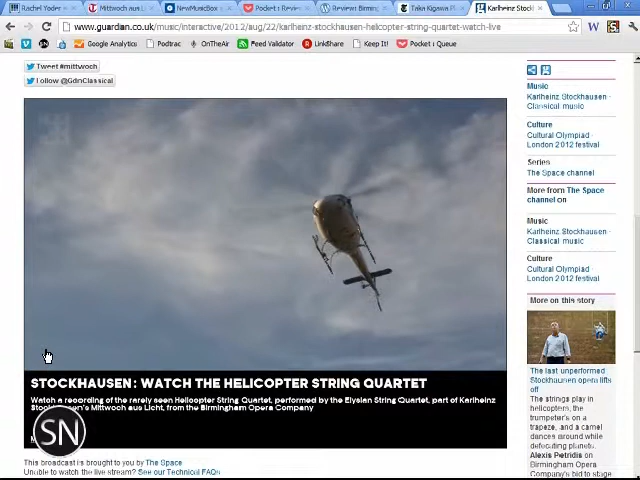 Rachel Yoder -
Mittwoch aus Li
NewMusicBox
Pocket : Revie
Review: Birming
Taka Kigawa Pl
Karlheinz Stock
www.guardian.co.uk/music/interactive/2012/aug/22/karlheinz-stockhausen-helicopter-string-quartet-watch-live
Google Analytics
Podtrac
OnTheAir
Feed Validator
LinkShare
Keep It!
Pocket : Queue
Tweet #mittwoch
Follow @GdnClassical
STOCKHAUSEN: WATCH THE HELICOPTER STRING QUARTET
Watch a recording of the rarely seen Helicopter String Quartet, performed by the Elysian String Quartet, part of Karlheinz
Mittwoch aus Licht, from the Birmingham Opera Company
SN
This broadcast is brought to you by The Space
Unable to watch the live stream? See our Technical FAQs
Music
Karlheinz Stockhausen ·
Classical music
Culture
Cultural Olympiad ·
London 2012 festival
Series
The Space channel
More from The Space
channel on
Music
Karlheinz Stockhausen ·
Classical music
Culture
Cultural Olympiad ·
London 2012 festival
More on this story
The last unperformed
Stockhausen opera lifts
off
The strings play in
helicopters, the
trumpeter's on a
trapeze, and a camel
dances around while
defecating planets.
Alexis Petridis on
Birmingham Opera
Company's bid to stage